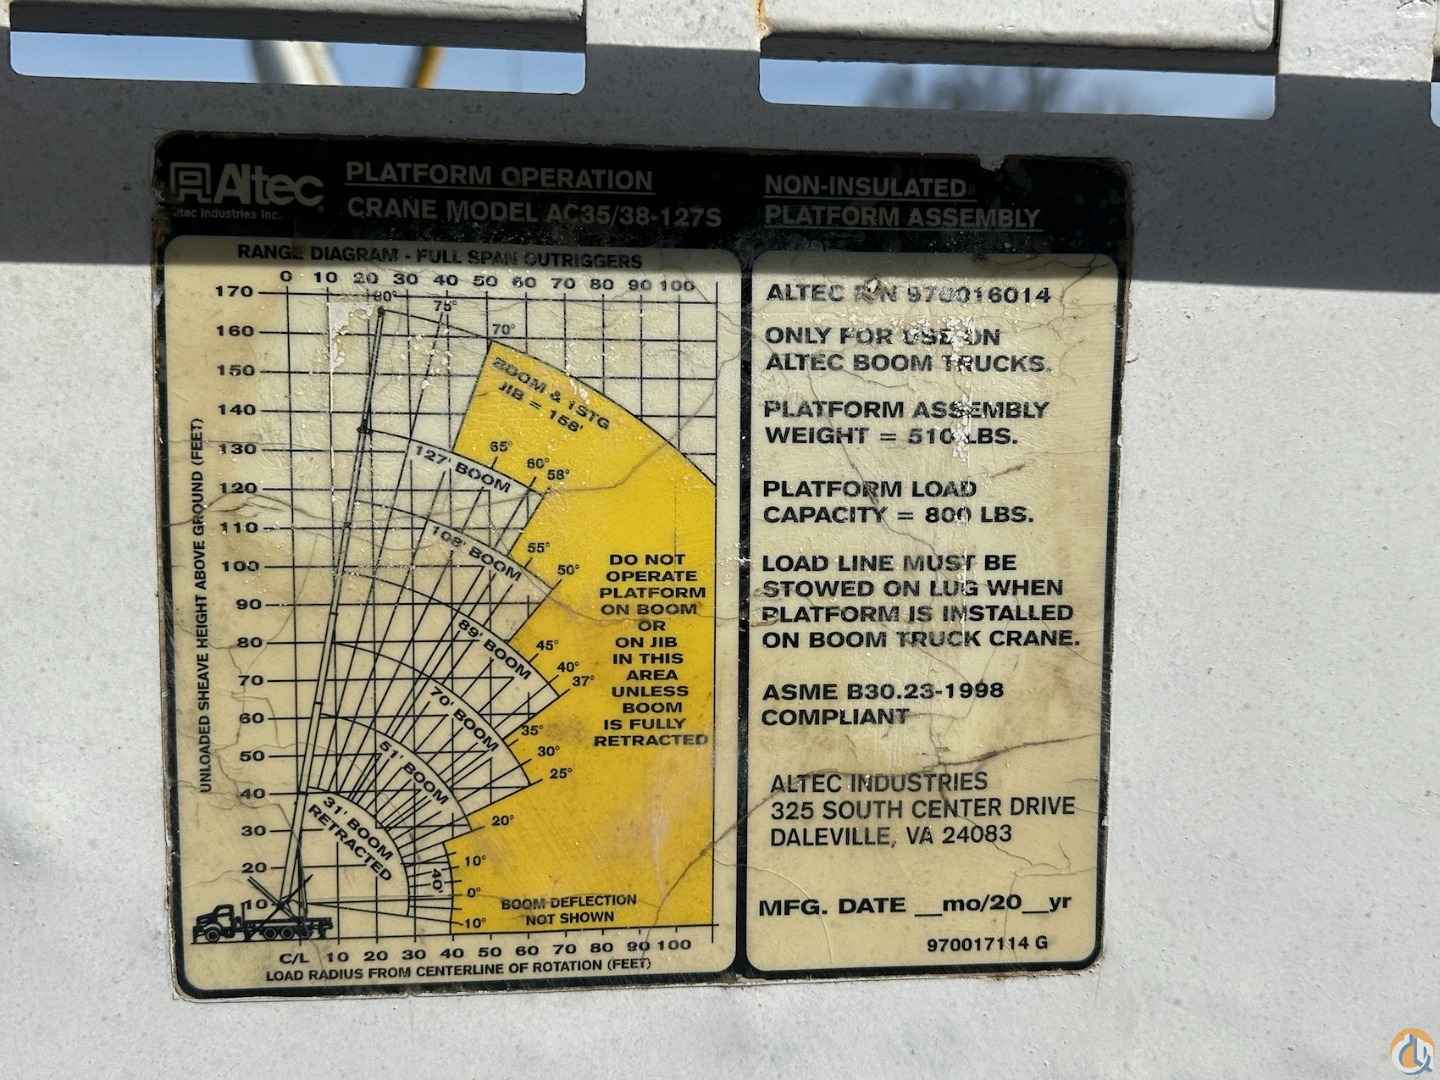 Altec
Altec Industries Inc.
PLATFORM OPERATION
CRANE MODEL AC35/38-127S
NON-INSULATED
PLATFORM ASSEMBLY
RANGE DIAGRAM - FULL SPAN OUTRIGGERS
0 10 20 30 40 50 60 70 80 90 100
170
160
150
140
130
120
110
100
90
80
70
60
50
40
30
20
10
UNLOADED SHEAVE HEIGHT ABOVE GROUND (FEET)
80°
75°
70°
BOOM & 1STG
JIB = 158'
65°
60°
58°
127' BOOM
55°
50°
108' BOOM
45°
40°
37°
89' BOOM
35°
30°
25°
70' BOOM
20°
51' BOOM
10°
0°
-10°
40'
31' BOOM
RETRACTED
DO NOT
OPERATE
PLATFORM
ON BOOM
OR
ON JIB
IN THIS
AREA
UNLESS
BOOM
IS FULLY
RETRACTED
BOOM DEFLECTION
NOT SHOWN
C/L 10 20 30 40 50 60 70 80 90 100
LOAD RADIUS FROM CENTERLINE OF ROTATION (FEET)
ALTEC P/N 970016014
ONLY FOR USE ON
ALTEC BOOM TRUCKS.
PLATFORM ASSEMBLY
WEIGHT = 510 LBS.
PLATFORM LOAD
CAPACITY = 800 LBS.
LOAD LINE MUST BE
STOWED ON LUG WHEN
PLATFORM IS INSTALLED
ON BOOM TRUCK CRANE.
ASME B30.23-1998
COMPLIANT
ALTEC INDUSTRIES
325 SOUTH CENTER DRIVE
DALEVILLE, VA 24083
MFG. DATE __mo/20__yr
970017114 G